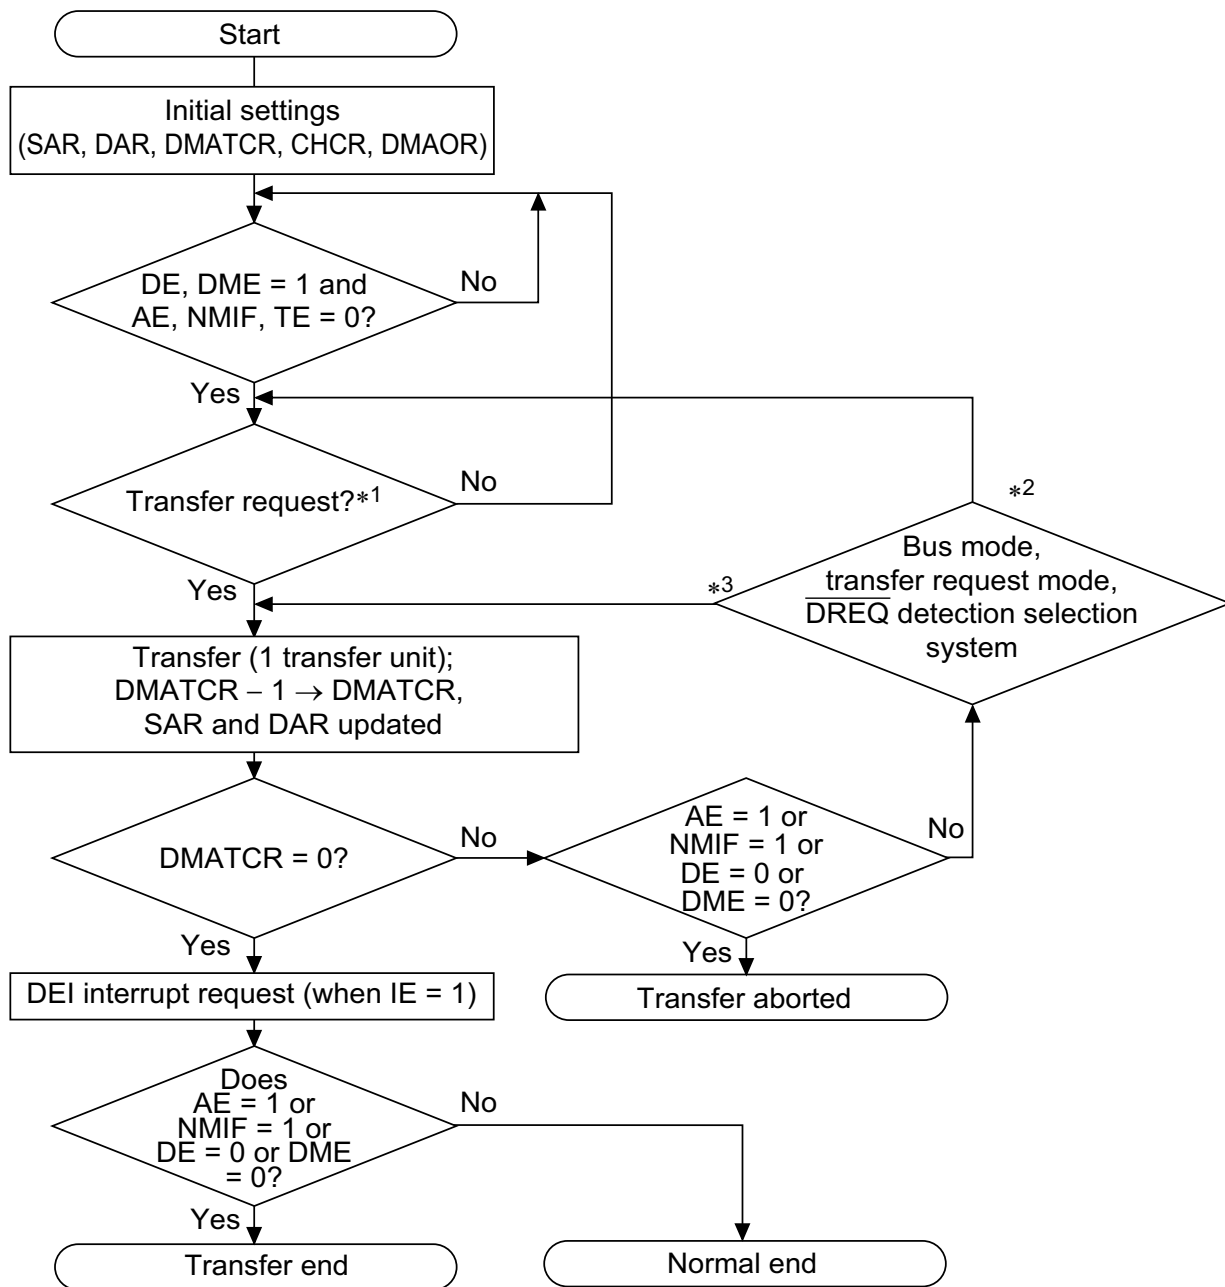 Start
Initial settings
(SAR, DAR, DMATCR, CHCR, DMAOR)
DE, DME = 1 and
AE, NMIF, TE = 0?
No
Yes
Transfer request?*1
No
Yes
*2
Bus mode,
transfer request mode,
DREQ detection selection
system
*3
Transfer (1 transfer unit);
DMATCR – 1 → DMATCR,
SAR and DAR updated
DMATCR = 0?
No
Yes
AE = 1 or
NMIF = 1 or
DE = 0 or
DME = 0?
No
Yes
Transfer aborted
DEI interrupt request (when IE = 1)
Does
AE = 1 or
NMIF = 1 or
DE = 0 or DME
= 0?
No
Yes
Transfer end
Normal end